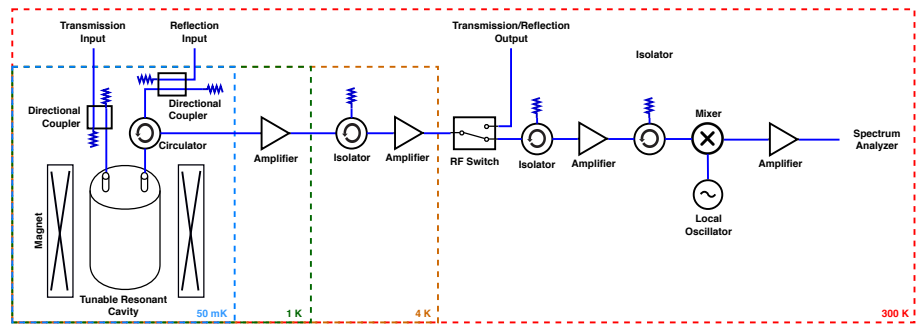 Transmission
Input
Reflection
Input
Transmission/Reflection
Output
Isolator
Directional
Coupler
Directional
Coupler
Circulator
Amplifier
Isolator
Amplifier
RF Switch
Isolator
Amplifier
Mixer
Amplifier
Spectrum
Analyzer
Local
Oscillator
Magnet
Tunable Resonant
Cavity
50 mK
1 K
4 K
300 K